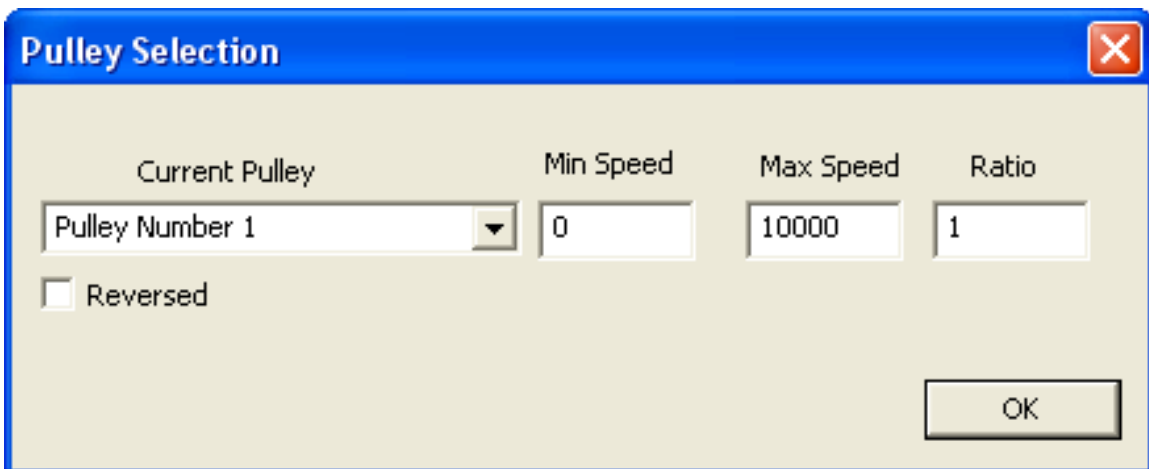 Pulley Selection
Current Pulley
Min Speed
Max Speed
Ratio
Pulley Number 1
0
10000
1
Reversed
OK